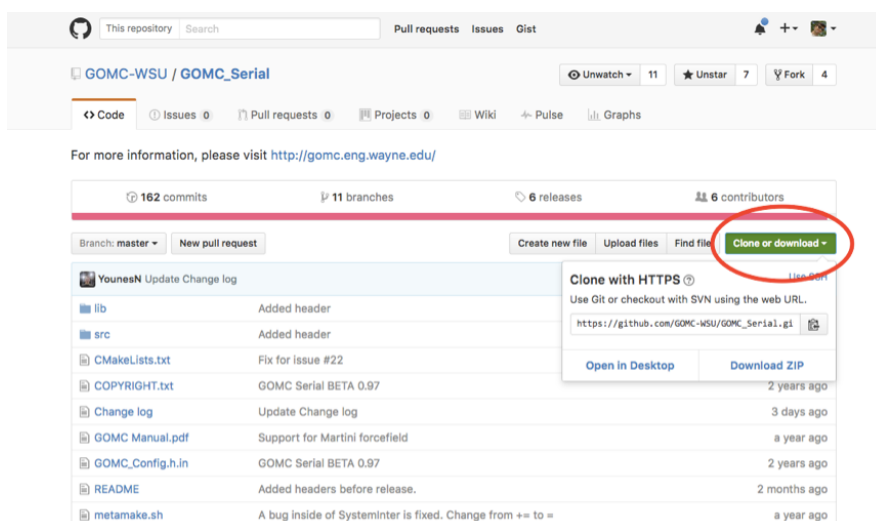 This repository Search Pull requests Issues Gist
GOMC-WSU / GOMC_Serial Unwatch 11 Unstar 7 Fork 4
Code Issues 0 Pull requests 0 Projects 0 Wiki Pulse Graphs
For more information, please visit http://gomc.eng.wayne.edu/
162 commits 11 branches 6 releases 6 contributors
Branch: master New pull request Create new file Upload files Find file Clone or download
YounesN Update Change log
Clone with HTTPS Use SSH
Use Git or checkout with SVN using the web URL.
https://github.com/GOMC-WSU/GOMC_Serial.gi
Open in Desktop Download ZIP
lib Added header
src Added header
CMakeLists.txt Fix for issue #22
COPYRIGHT.txt GOMC Serial BETA 0.97 2 years ago
Change log Update Change log 3 days ago
GOMC Manual.pdf Support for Martini forcefield a year ago
GOMC_Config.h.in GOMC Serial BETA 0.97 2 years ago
README Added headers before release. 2 months ago
metamake.sh A bug inside of SystemInter is fixed. Change from += to = a year ago